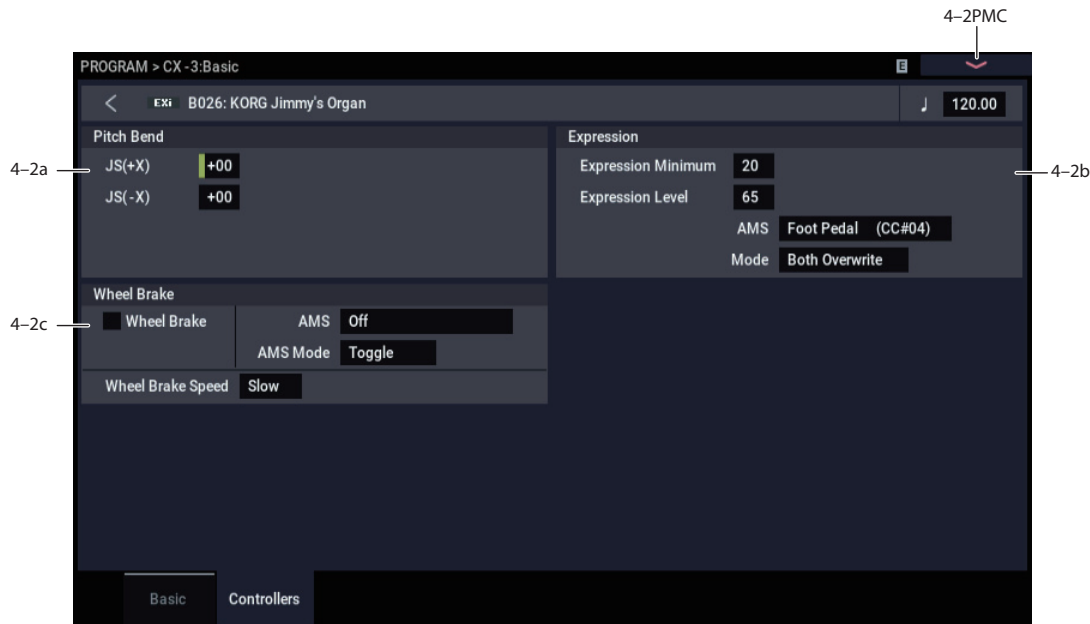 4–2PMC
PROGRAM > CX-3:Basic
E
EXi B026: KORG Jimmy's Organ
♩ 120.00
Pitch Bend
4–2a
JS(+X) +00
JS(-X) +00
Expression
Expression Minimum 20
4–2b
Expression Level 65
AMS Foot Pedal (CC#04)
Mode Both Overwrite
Wheel Brake
4–2c
Wheel Brake AMS Off
AMS Mode Toggle
Wheel Brake Speed Slow
Basic Controllers